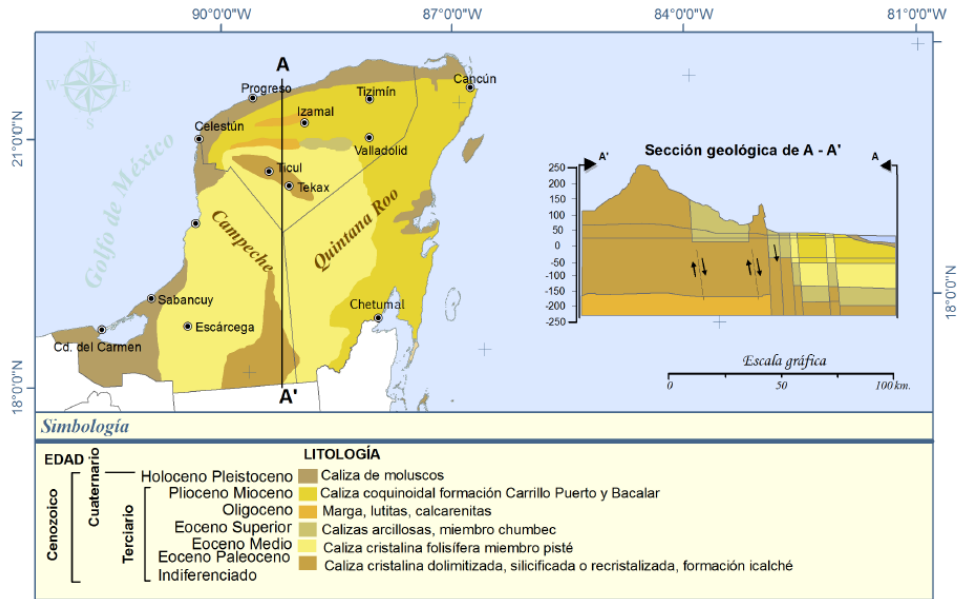 90°0'0"W 87°0'0"W 84°0'0"W 81°0'0"W
N
W E
S
A
Progreso
Cancún
Tizimín
Izamal
Celestún
21°0'0"N
Valladolid
Ticul
Tekax
Golfo de México
Campeche
Quintana Roo
Sabancuy
Chetumal
Escárcega
Cd. del Carmen
A'
18°0'0"N
Sección geológica de A - A'
A' A
250
200
150
100
50
0
-50
-100
-150
-200
-250
18°0'0"N
Escala gráfica
0 50 100 km.
Simbología
EDAD
LITOLOGÍA
Cenozoico
Cuaternario
Terciario
Holoceno Pleistoceno Caliza de moluscos
Plioceno Mioceno Caliza coquinoidal formación Carrillo Puerto y Bacalar
Oligoceno Marga, lutitas, calcarenitas
Eoceno Superior Calizas arcillosas, miembro chumbec
Eoceno Medio Caliza cristalina folisífera miembro pisté
Eoceno Paleoceno Caliza cristalina dolimitizada, silicificada o recristalizada, formación icalché
Indiferenciado